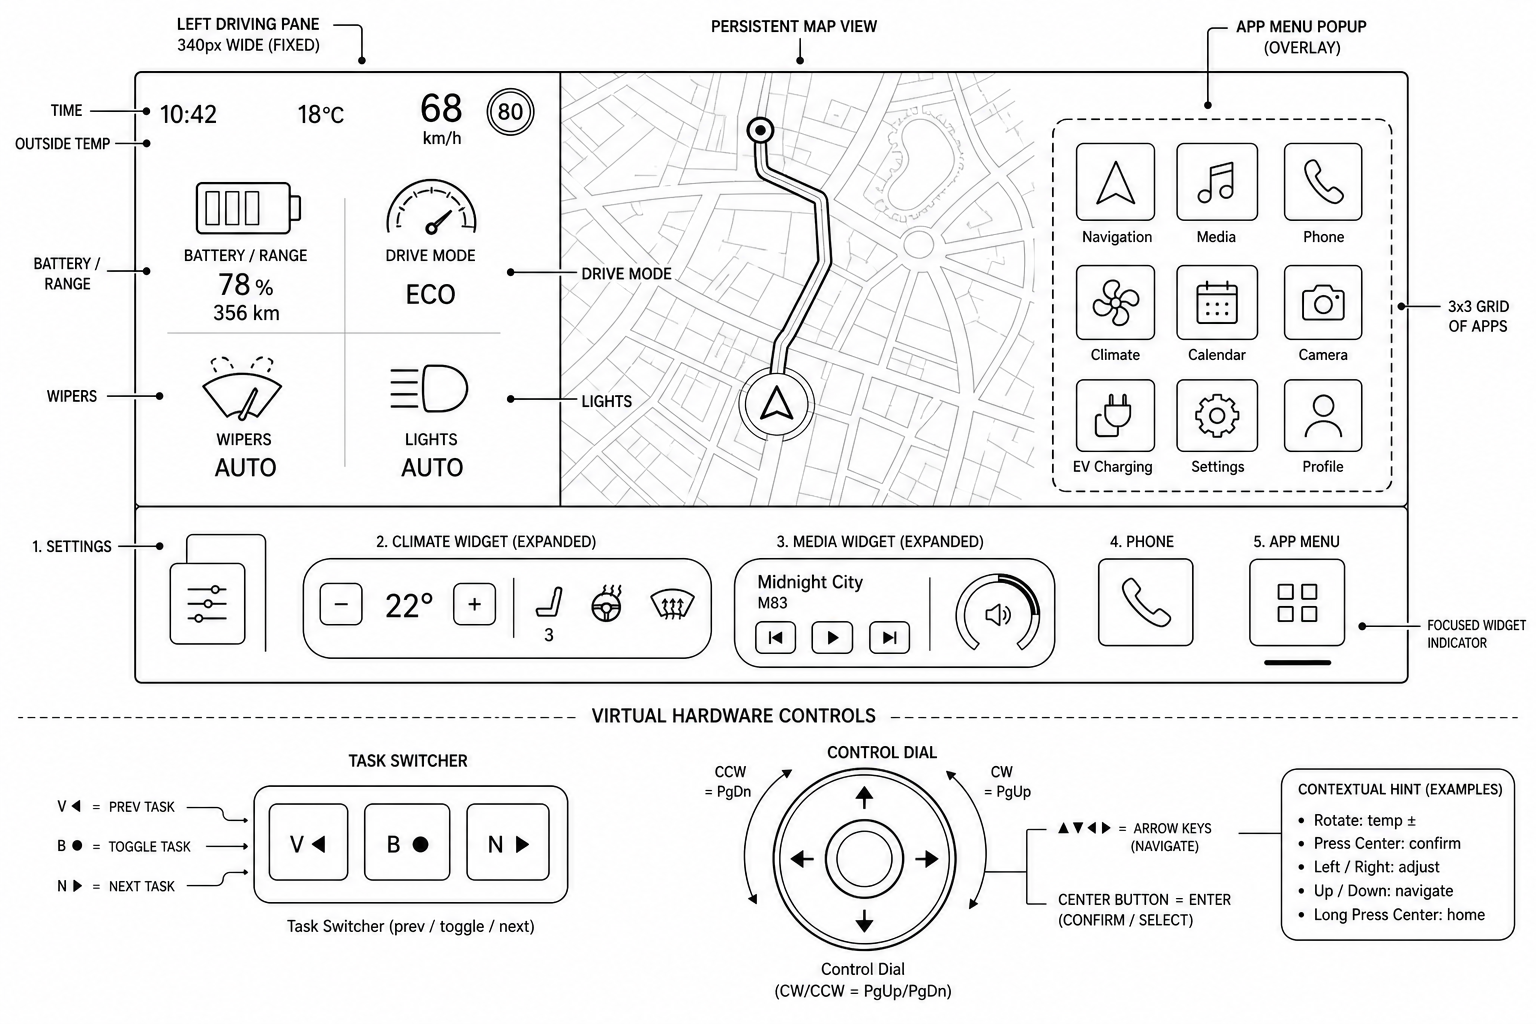 LEFT DRIVING PANE
340px WIDE (FIXED)
PERSISTENT MAP VIEW
APP MENU POPUP
(OVERLAY)
TIME
OUTSIDE TEMP
10:42
18°C
68
km/h
80
BATTERY / RANGE
78 %
356 km
DRIVE MODE
ECO
BATTERY /
RANGE
DRIVE MODE
WIPERS
WIPERS
AUTO
LIGHTS
AUTO
LIGHTS
Navigation
Media
Phone
Climate
Calendar
Camera
EV Charging
Settings
Profile
3x3 GRID
OF APPS
1. SETTINGS
2. CLIMATE WIDGET (EXPANDED)
− 22° +
3
3. MEDIA WIDGET (EXPANDED)
Midnight City
M83
4. PHONE
5. APP MENU
FOCUSED WIDGET
INDICATOR
VIRTUAL HARDWARE CONTROLS
TASK SWITCHER
V ◀ = PREV TASK
B ● = TOGGLE TASK
N ▶ = NEXT TASK
V ◀
B ●
N ▶
Task Switcher (prev / toggle / next)
CONTROL DIAL
CCW
= PgDn
CW
= PgUp
▲▼◀▶ = ARROW KEYS
(NAVIGATE)
CENTER BUTTON = ENTER
(CONFIRM / SELECT)
Control Dial
(CW/CCW = PgUp/PgDn)
CONTEXTUAL HINT (EXAMPLES)
• Rotate: temp ±
• Press Center: confirm
• Left / Right: adjust
• Up / Down: navigate
• Long Press Center: home